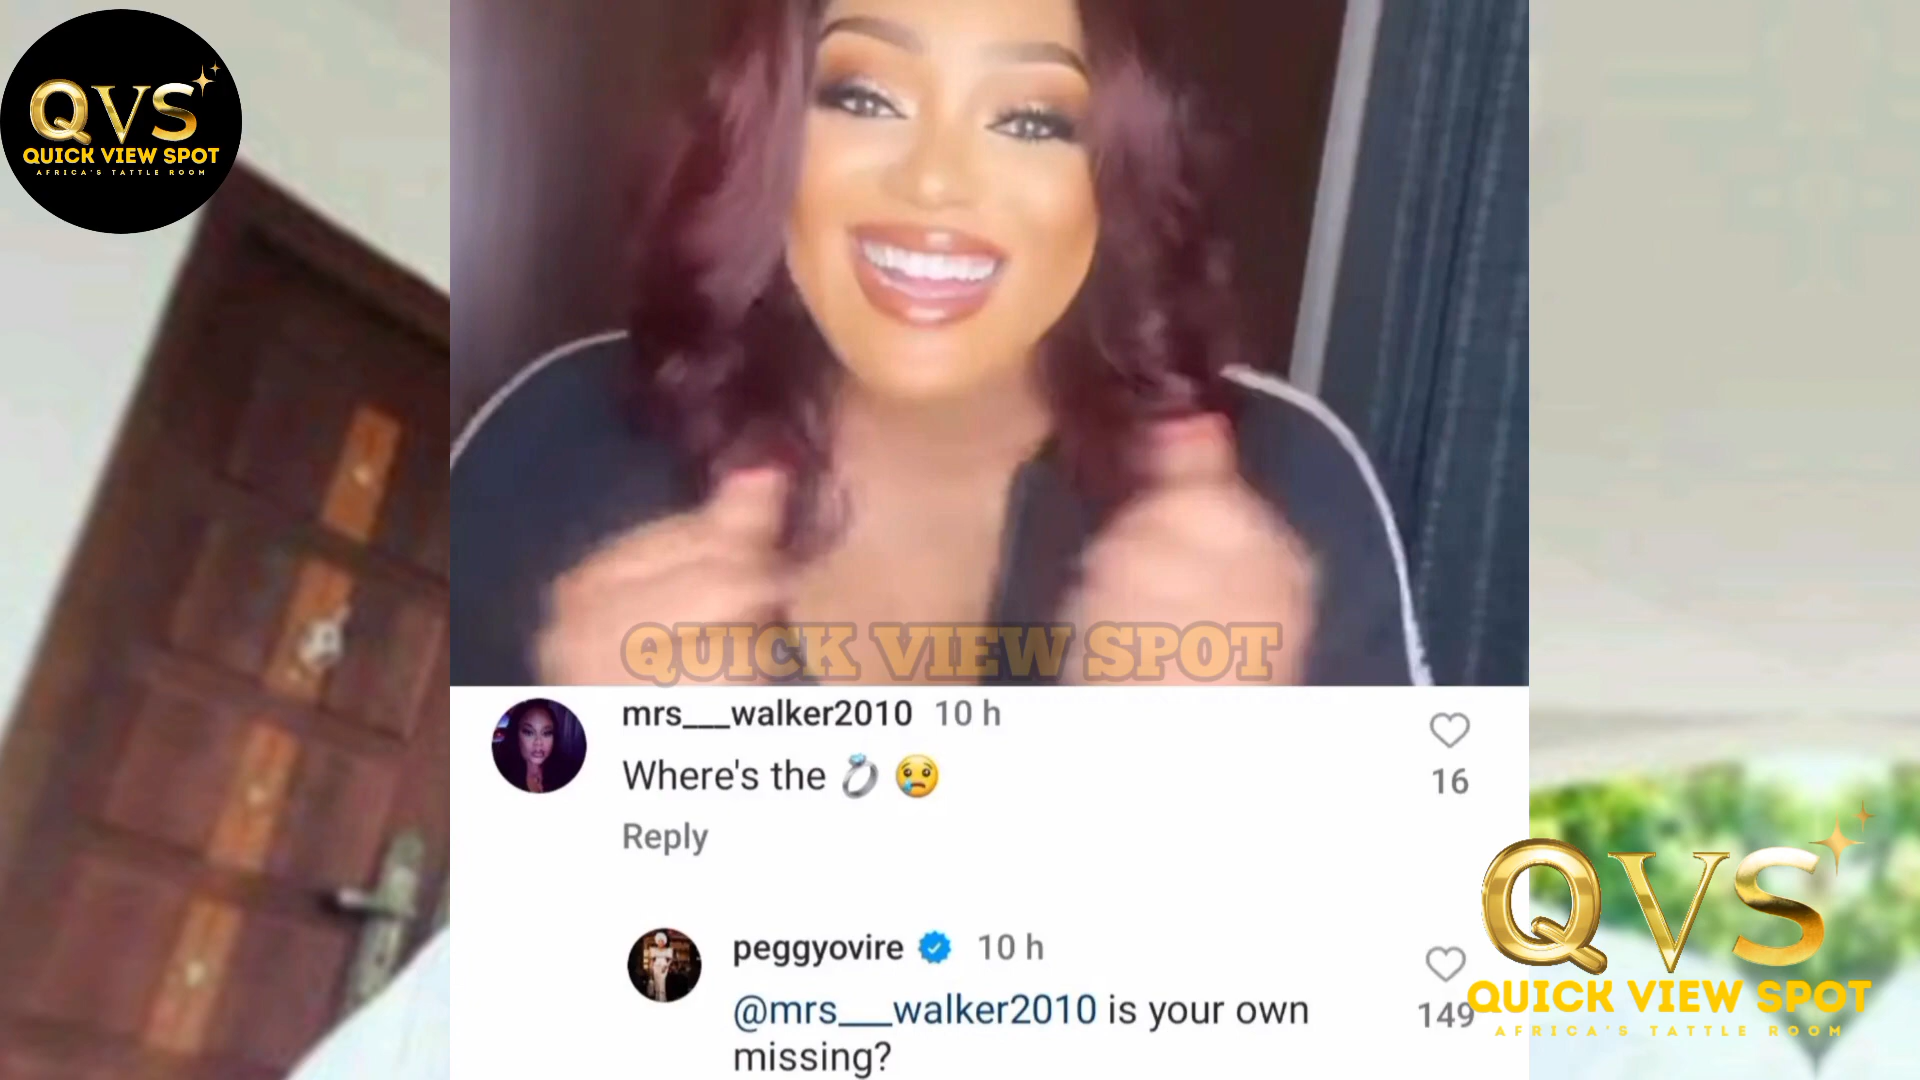 QVS
QUICK VIEW SPOT
AFRICA'S TATTLE ROOM
QUICK VIEW SPOT
mrs___walker2010 10 h
Where's the 💍 😢
16
Reply
peggyovire 10 h
@mrs___walker2010 is your own
missing?
149
QVS
QUICK VIEW SPOT
AFRICA'S TATTLE ROOM